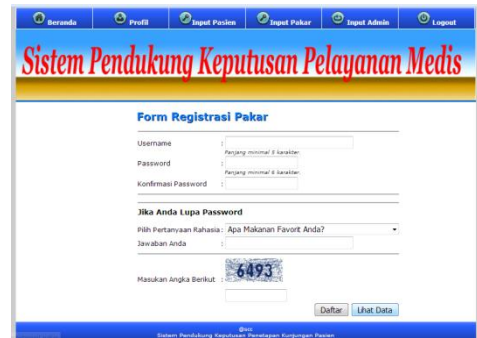 Beranda Profil Input Pasien Input Pakar Input Admin Logout
Sistem Pendukung Keputusan Pelayanan Medis
Form Registrasi Pakar
Username :
Panjang minimal 5 karakter.
Password :
Panjang minimal 6 karakter.
Konfirmasi Password :
Jika Anda Lupa Password
Pilih Pertanyaan Rahasia : Apa Makanan Favorit Anda?
Jawaban Anda :
6493
Masukan Angka Berikut :
Daftar Lihat Data
Sistem Pendukung Keputusan Penetapan Kunjungan Pasien